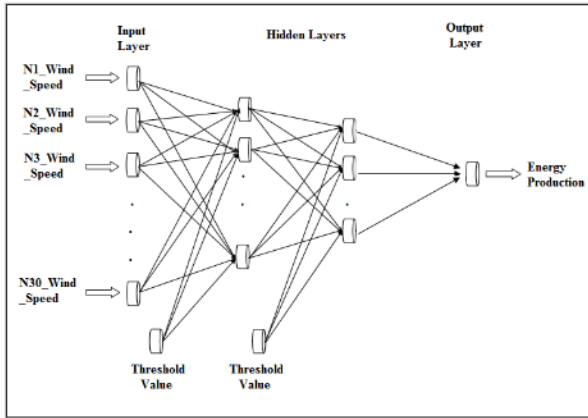 Input
Layer
Hidden Layers
Output
Layer
N1_Wind
_Speed
N2_Wind
_Speed
N3_Wind
_Speed
N30_Wind
_Speed
Energy
Production
Threshold
Value
Threshold
Value